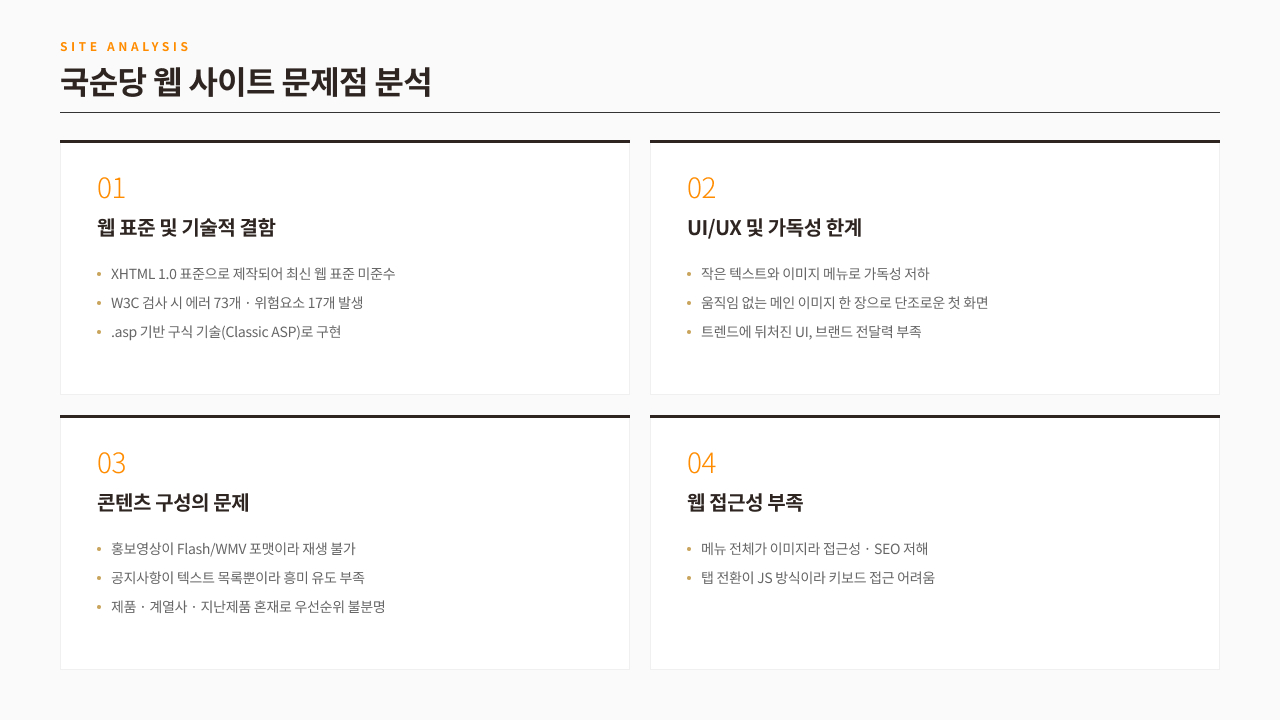 SITE ANALYSIS
국순당 웹 사이트 문제점 분석
01
웹 표준 및 기술적 결함
• XHTML 1.0 표준으로 제작되어 최신 웹 표준 미준수
• W3C 검사 시 에러 73개 · 위험요소 17개 발생
• .asp 기반 구식 기술(Classic ASP)로 구현
02
UI/UX 및 가독성 한계
• 작은 텍스트와 이미지 메뉴로 가독성 저하
• 움직임 없는 메인 이미지 한 장으로 단조로운 첫 화면
• 트렌드에 뒤처진 UI, 브랜드 전달력 부족
03
콘텐츠 구성의 문제
• 홍보영상이 Flash/WMV 포맷이라 재생 불가
• 공지사항이 텍스트 목록뿐이라 흥미 유도 부족
• 제품 · 계열사 · 지난제품 혼재로 우선순위 불분명
04
웹 접근성 부족
• 메뉴 전체가 이미지라 접근성 · SEO 저해
• 탭 전환이 JS 방식이라 키보드 접근 어려움